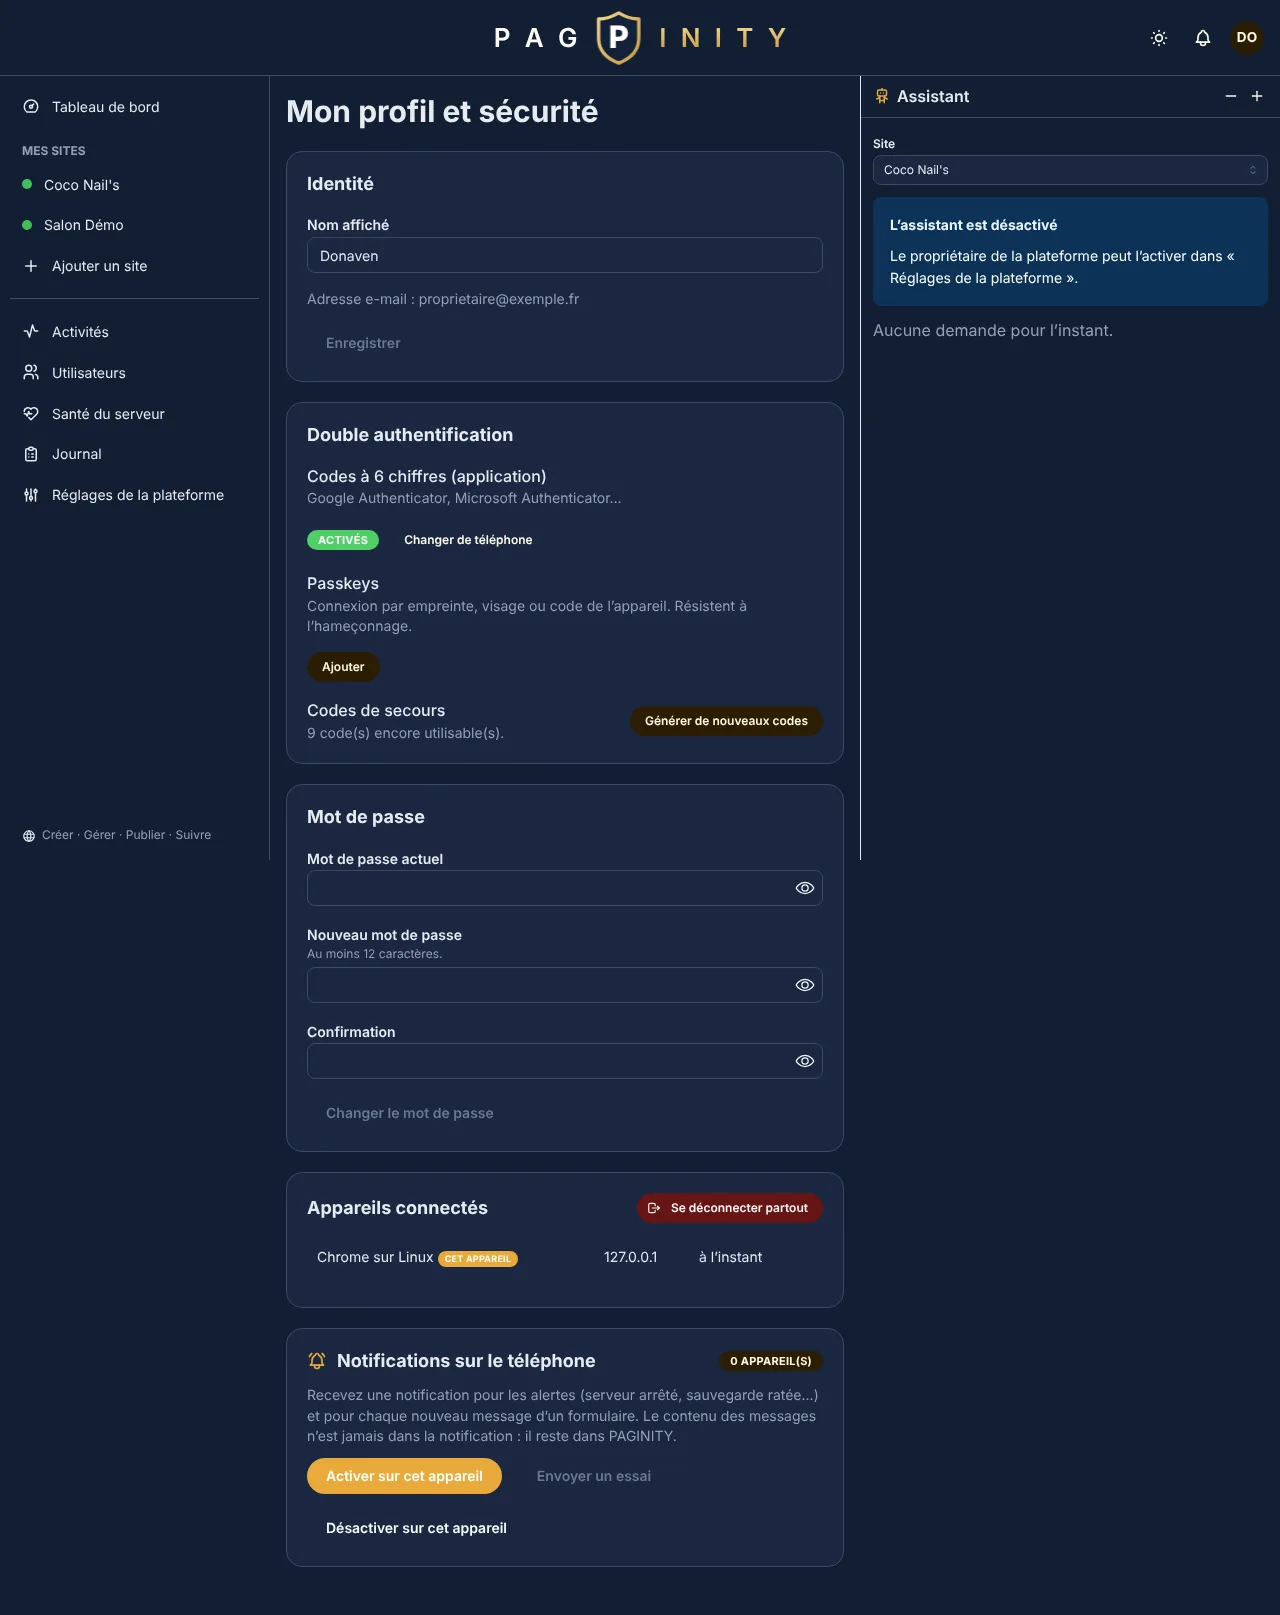 PAG P INITY
DO
Tableau de bord
MES SITES
Coco Nail's
Salon Démo
Ajouter un site
Activités
Utilisateurs
Santé du serveur
Journal
Réglages de la plateforme
Créer · Gérer · Publier · Suivre
Mon profil et sécurité
Identité
Nom affiché
Donaven
Adresse e-mail : proprietaire@exemple.fr
Enregistrer
Double authentification
Codes à 6 chiffres (application)
Google Authenticator, Microsoft Authenticator…
ACTIVÉS
Changer de téléphone
Passkeys
Connexion par empreinte, visage ou code de l’appareil. Résistent à
l’hameçonnage.
Ajouter
Codes de secours
9 code(s) encore utilisable(s).
Générer de nouveaux codes
Mot de passe
Mot de passe actuel
Nouveau mot de passe
Au moins 12 caractères.
Confirmation
Changer le mot de passe
Appareils connectés
Se déconnecter partout
Chrome sur Linux CET APPAREIL 127.0.0.1 à l’instant
Notifications sur le téléphone
0 APPAREIL(S)
Recevez une notification pour les alertes (serveur arrêté, sauvegarde ratée…)
et pour chaque nouveau message d’un formulaire. Le contenu des messages
n’est jamais dans la notification : il reste dans PAGINITY.
Activer sur cet appareil
Envoyer un essai
Désactiver sur cet appareil
Assistant
Site
Coco Nail's
L’assistant est désactivé
Le propriétaire de la plateforme peut l’activer dans «
Réglages de la plateforme ».
Aucune demande pour l’instant.